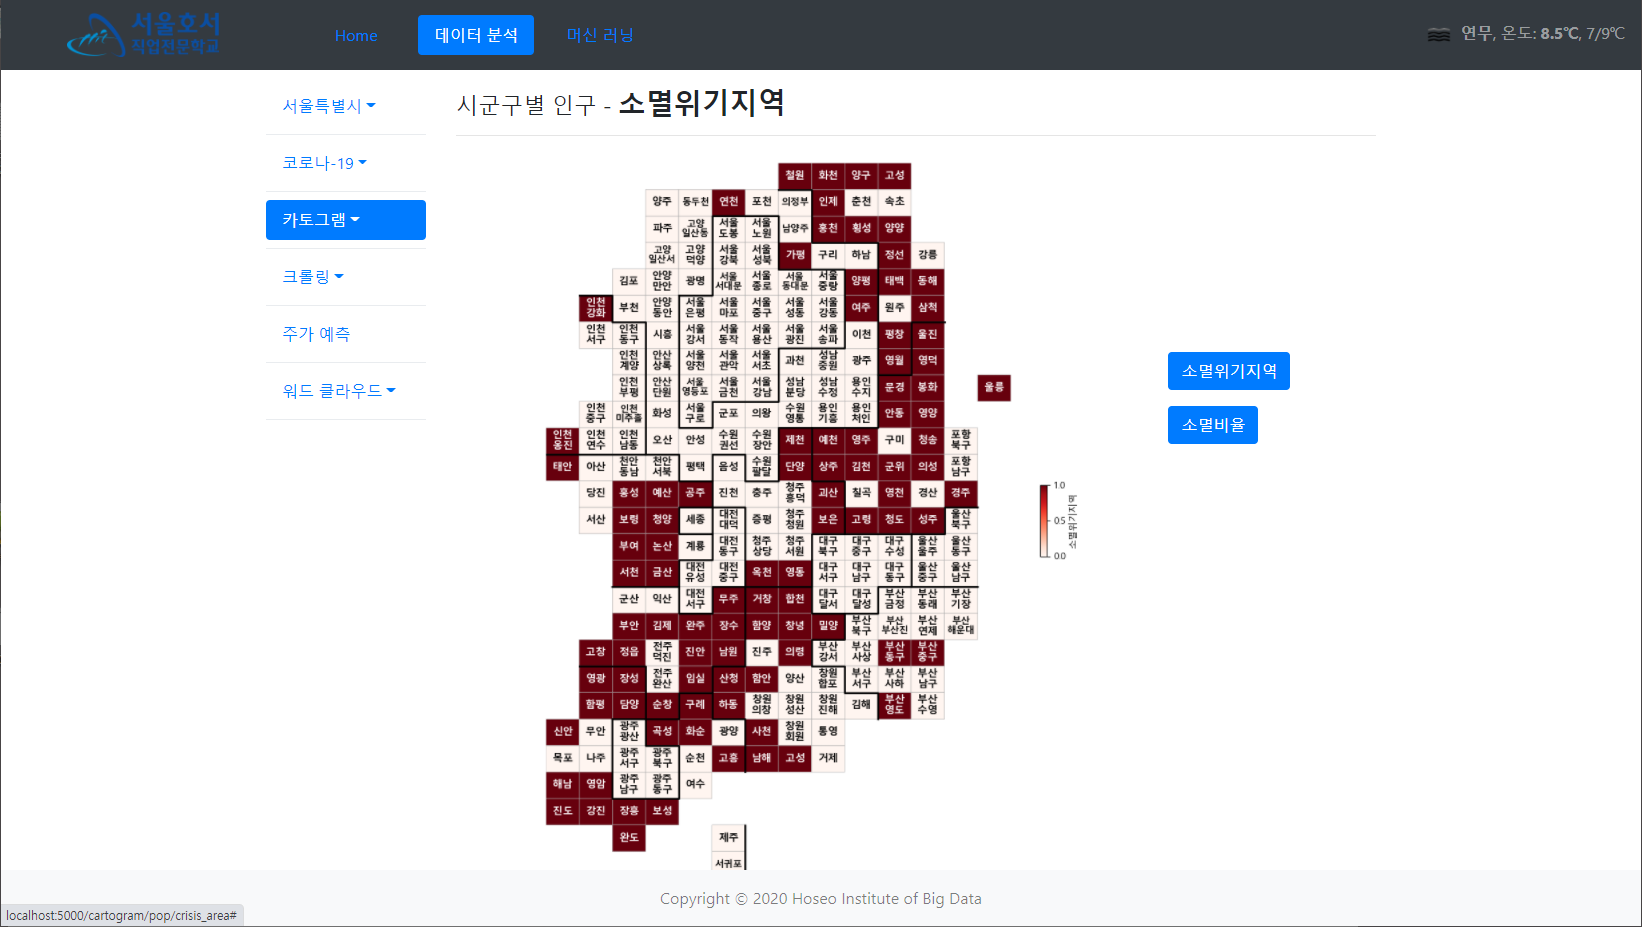 서울호서
직업전문학교
Home
데이터 분석
머신 러닝
연무, 온도: 8.5℃, 7/9℃
서울특별시
코로나-19
카토그램
크롤링
주가 예측
워드 클라우드
시군구별 인구 - 소멸위기지역
철원 화천 양구 고성
양주 동두천 연천 포천 의정부 인제 춘천 속초
파주 고양 일산동 서울 도봉 서울 노원 남양주 홍천 횡성 양양
고양 일산서 고양 덕양 서울 강북 서울 성북 가평 구리 하남 정선 강릉
김포 안양 만안 광명 서울 서대문 서울 종로 서울 동대문 서울 중랑 양평 태백 동해
인천 강화 부천 안양 동안 서울 은평 서울 마포 서울 중구 서울 성동 서울 강동 여주 원주 삼척
인천 서구 인천 동구 시흥 서울 강서 서울 동작 서울 용산 서울 광진 서울 송파 이천 평창 울진
인천 계양 안산 상록 서울 양천 서울 관악 서울 서초 과천 성남 중원 광주 영월 영덕
인천 부평 안산 단원 서울 영등포 서울 금천 서울 강남 성남 분당 성남 수정 용인 수지 문경 봉화 울릉
인천 중구 인천 미추홀 화성 서울 구로 군포 의왕 수원 영통 용인 기흥 용인 처인 안동 영양
인천 옹진 인천 연수 인천 남동 오산 안성 수원 권선 수원 장안 제천 예천 영주 구미 청송 포항 북구
태안 아산 천안 동남 천안 서북 평택 음성 수원 팔달 단양 상주 김천 군위 의성 포항 남구
당진 홍성 예산 공주 진천 충주 청주 흥덕 괴산 칠곡 영천 경산 경주
서산 보령 청양 세종 대전 대덕 증평 청주 청원 보은 고령 청도 성주 울산 북구
부여 논산 계룡 대전 동구 청주 상당 청주 서원 대구 북구 대구 중구 대구 수성 울산 울주 울산 동구
서천 금산 대전 유성 대전 중구 옥천 영동 대구 서구 대구 남구 대구 동구 울산 중구 울산 남구
군산 익산 대전 서구 무주 거창 합천 대구 달서 대구 달성 부산 금정 부산 동래 부산 기장
부안 김제 완주 장수 함양 창녕 밀양 부산 북구 부산 부산진 부산 연제 부산 해운대
고창 정읍 전주 덕진 진안 남원 진주 의령 부산 강서 부산 사상 부산 동구 부산 중구
영광 장성 전주 완산 임실 산청 함안 양산 창원 합포 부산 서구 부산 사하 부산 남구
함평 담양 순창 구례 하동 창원 의창 창원 성산 창원 진해 김해 부산 영도 부산 수영
신안 무안 광주 광산 곡성 화순 광양 사천 창원 회원 통영
목포 나주 광주 서구 광주 북구 순천 고흥 남해 고성 거제
해남 영암 광주 남구 광주 동구 여수
진도 강진 장흥 보성
완도 제주
서귀포
1.0
0.5
0.0
소멸위기지역
소멸위기지역
소멸비율
Copyright © 2020 Hoseo Institute of Big Data
localhost:5000/cartogram/pop/crisis_area#